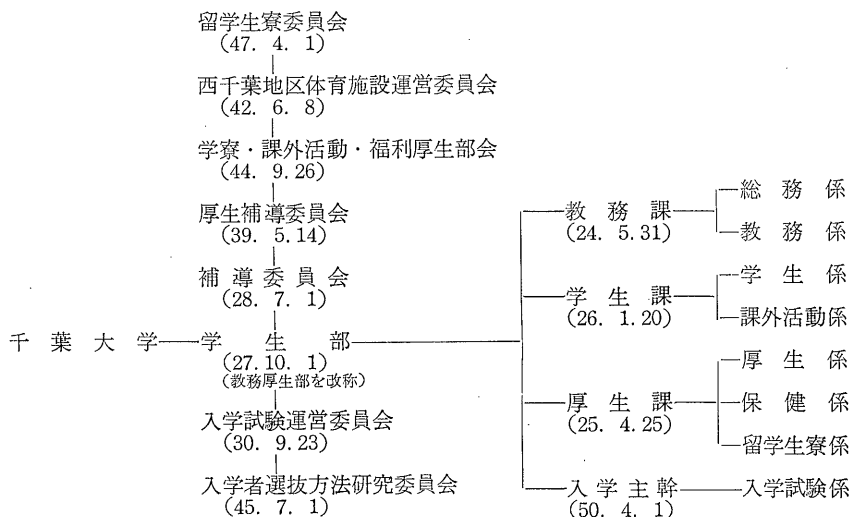 留学生寮委員会
(47. 4. 1)
西千葉地区体育施設運営委員会
(42. 6. 8)
学寮・課外活動・福利厚生部会
(44. 9.26)
厚生補導委員会
(39. 5.14)
補導委員会
(28. 7. 1)
千葉大学
学生部
(27.10. 1)
(教務厚生部を改称)
入学試験運営委員会
(30. 9.23)
入学者選抜方法研究委員会
(45. 7. 1)
教務課
(24. 5.31)
総務係
教務係
学生課
(26. 1.20)
学生係
課外活動係
厚生課
(25. 4.25)
厚生係
保健係
留学生寮係
入学主幹
(50. 4. 1)
入学試験係